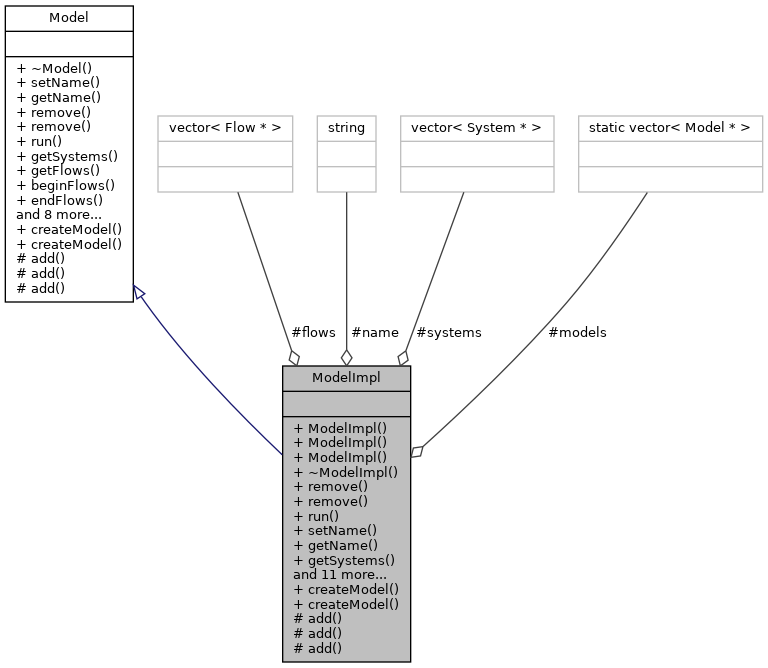 Model
+ ~Model()
+ setName()
+ getName()
+ remove()
+ remove()
+ run()
+ getSystems()
+ getFlows()
+ beginFlows()
+ endFlows()
and 8 more...
+ createModel()
+ createModel()
# add()
# add()
# add()
vector< Flow * >
string
vector< System * >
static vector< Model * >
#flows
#name
#systems
#models
ModelImpl
+ ModelImpl()
+ ModelImpl()
+ ModelImpl()
+ ~ModelImpl()
+ remove()
+ remove()
+ run()
+ setName()
+ getName()
+ getSystems()
and 11 more...
+ createModel()
+ createModel()
# add()
# add()
# add()